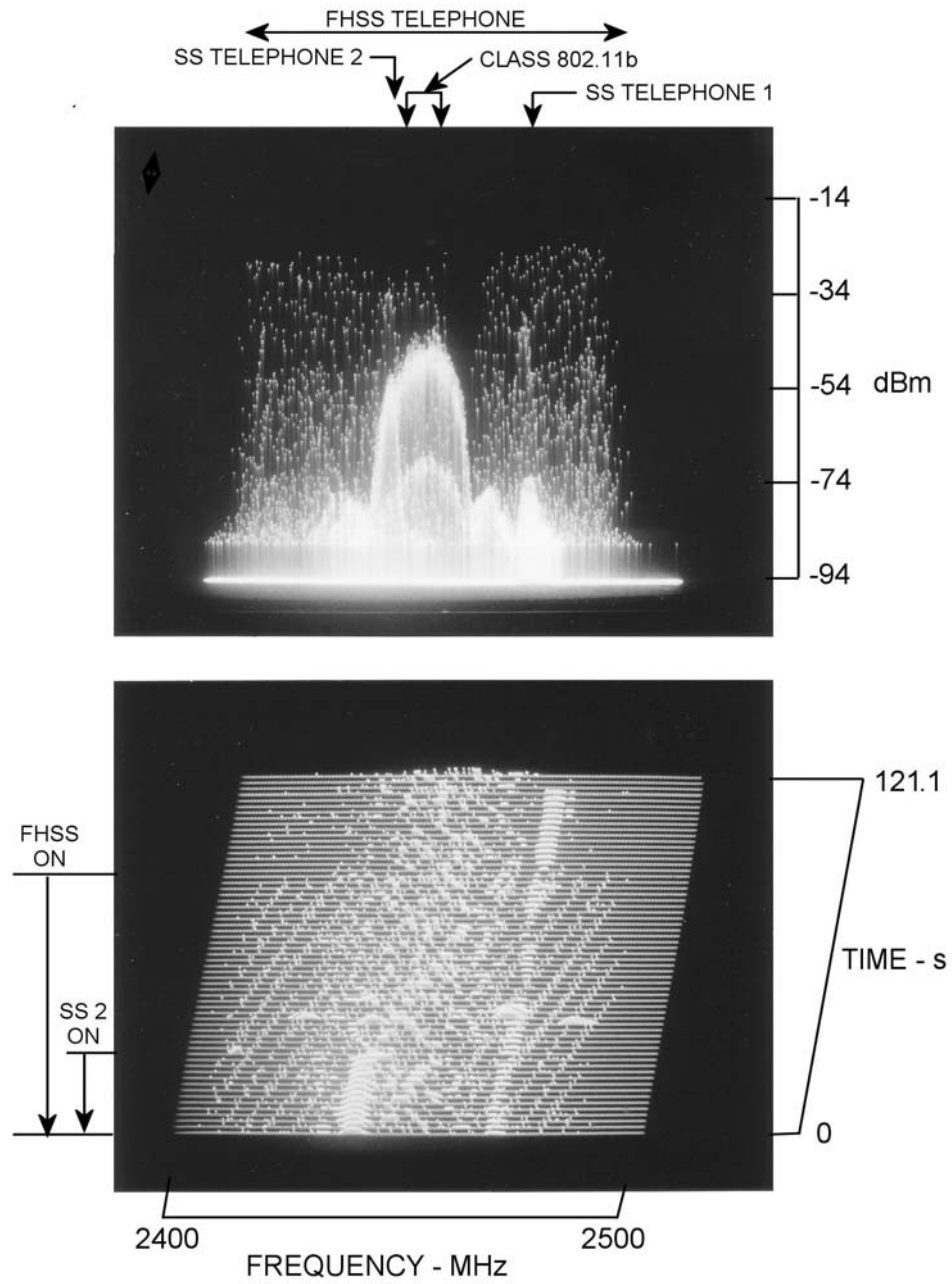 FHSS TELEPHONE
SS TELEPHONE 2
CLASS 802.11b
SS TELEPHONE 1
-14
-34
-54
dBm
-74
-94
121.1
FHSS
ON
TIME - s
SS 2
ON
0
2400
2500
FREQUENCY - MHz